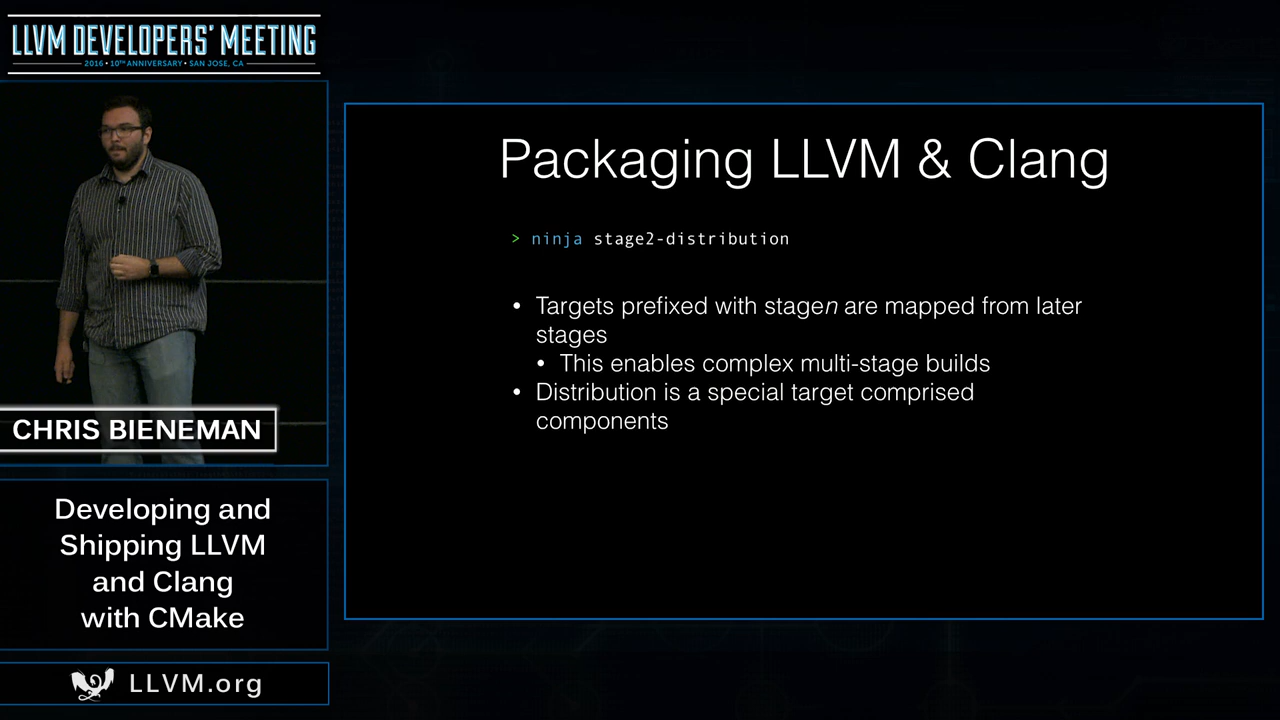 LLVM DEVELOPERS' MEETING
2016 • 10TH ANNIVERSARY • SAN JOSE, CA
Packaging LLVM & Clang
> ninja stage2-distribution
• Targets prefixed with stagen are mapped from later
stages
• This enables complex multi-stage builds
• Distribution is a special target comprised
components
CHRIS BIENEMAN
Developing and
Shipping LLVM
and Clang
with CMake
LLVM.org